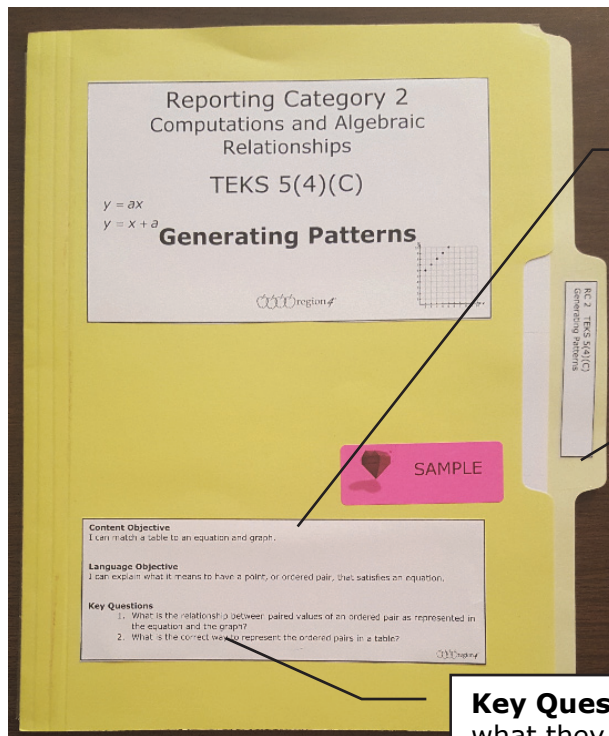 Reporting Category 2
Computations and Algebraic
Relationships
TEKS 5(4)(C)
y = ax
y = x + a
Generating Patterns
region 4
RC 2 TEKS 5(4)(C)
Generating Patterns
SAMPLE
Content Objective
I can match a table to an equation and graph.
Language Objective
I can explain what it means to have a point, or ordered pair, that satisfies an equation.
Key Questions
1. What is the relationship between paired values of an ordered pair as represented in
the equation and the graph?
2. What is the correct way to represent the ordered pairs in a table?
region 4
Key Ques
what they